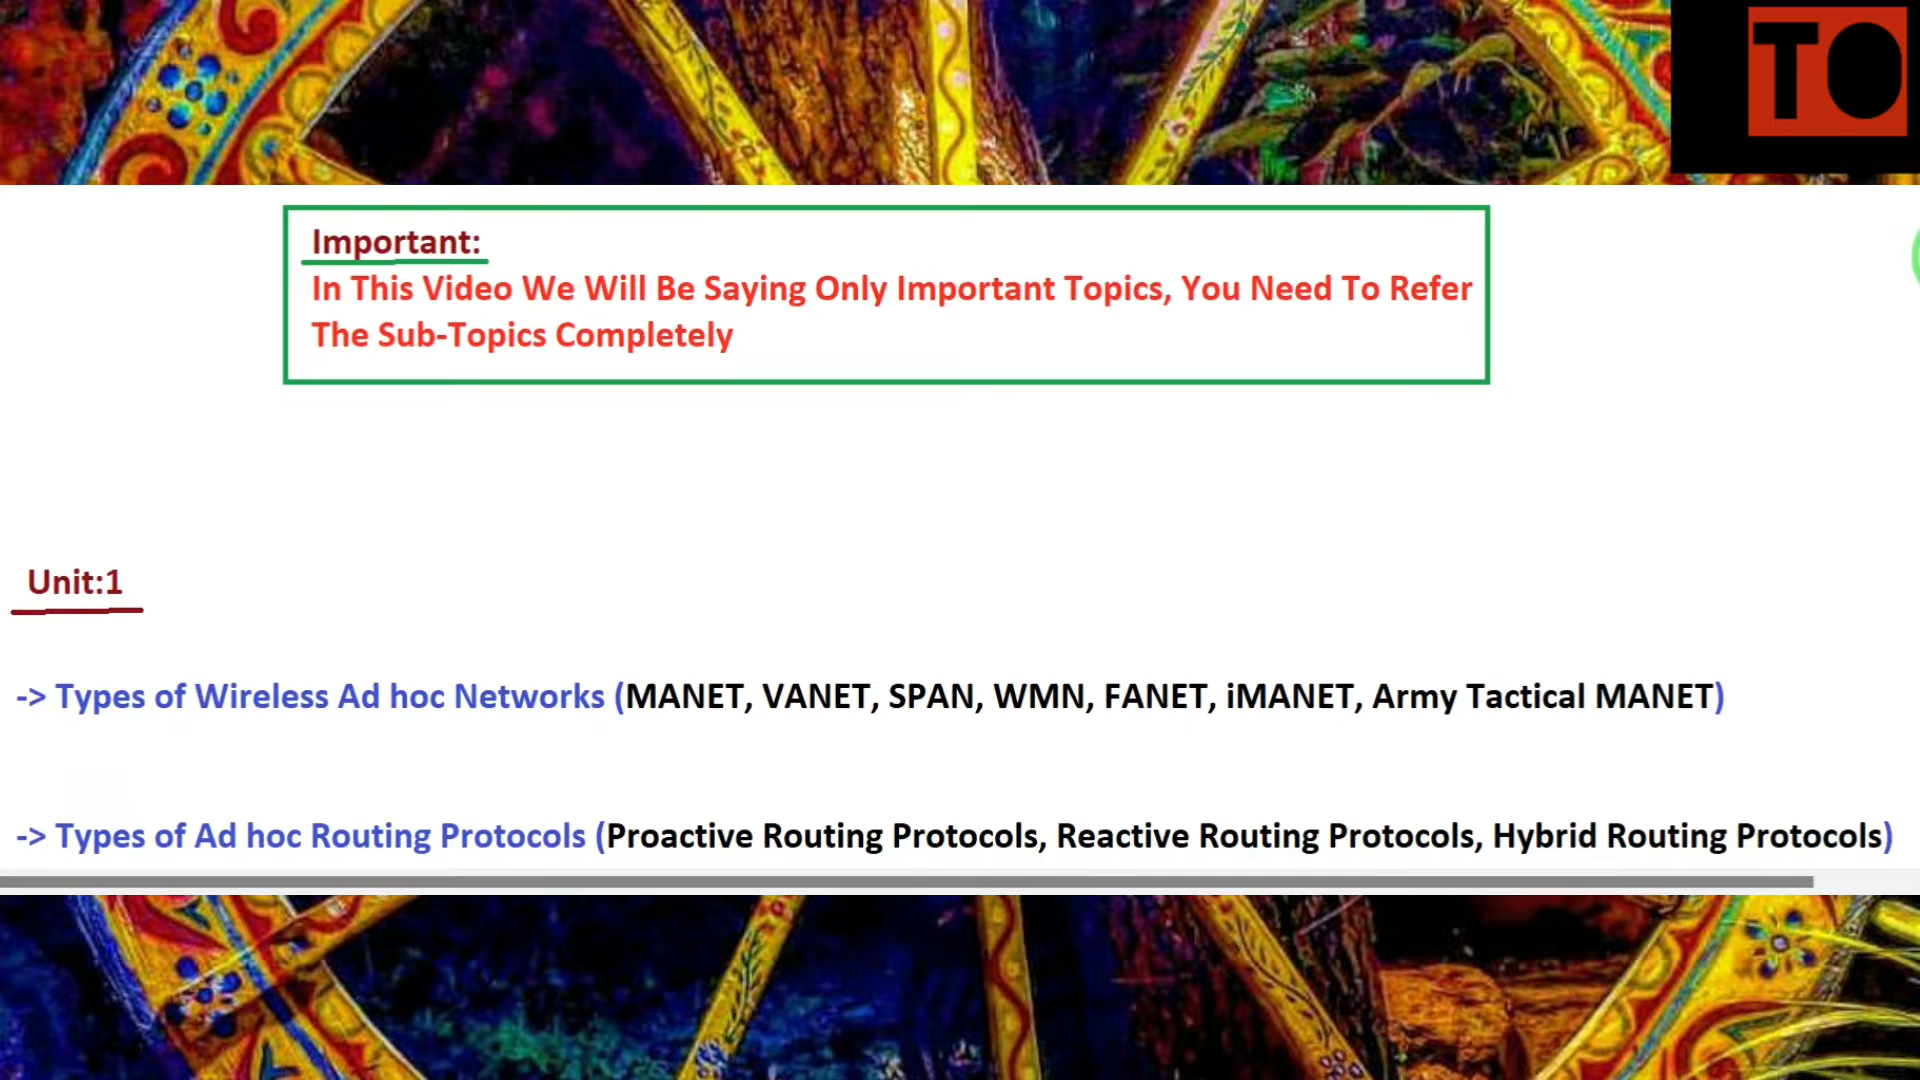 TO
Important:
In This Video We Will Be Saying Only Important Topics, You Need To Refer
The Sub-Topics Completely
Unit:1
-> Types of Wireless Ad hoc Networks (MANET, VANET, SPAN, WMN, FANET, iMANET, Army Tactical MANET)
-> Types of Ad hoc Routing Protocols (Proactive Routing Protocols, Reactive Routing Protocols, Hybrid Routing Protocols)